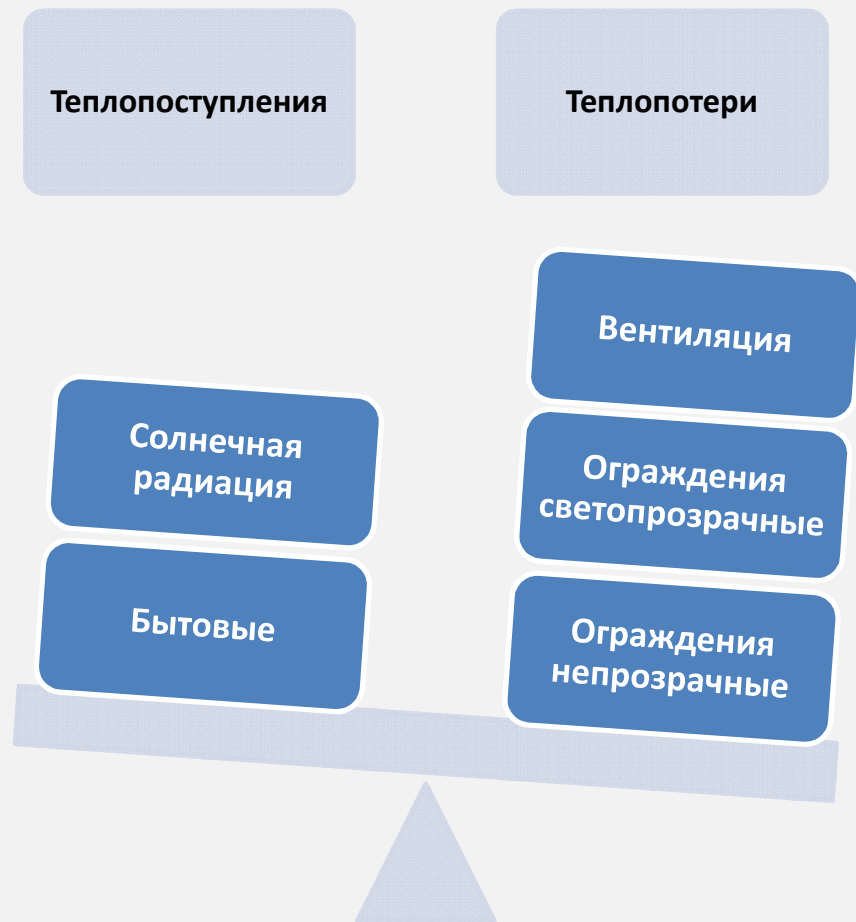 Теплопоступления
Теплопотери
Солнечная
радиация
Бытовые
Вентиляция
Ограждения
светопрозрачные
Ограждения
непрозрачные